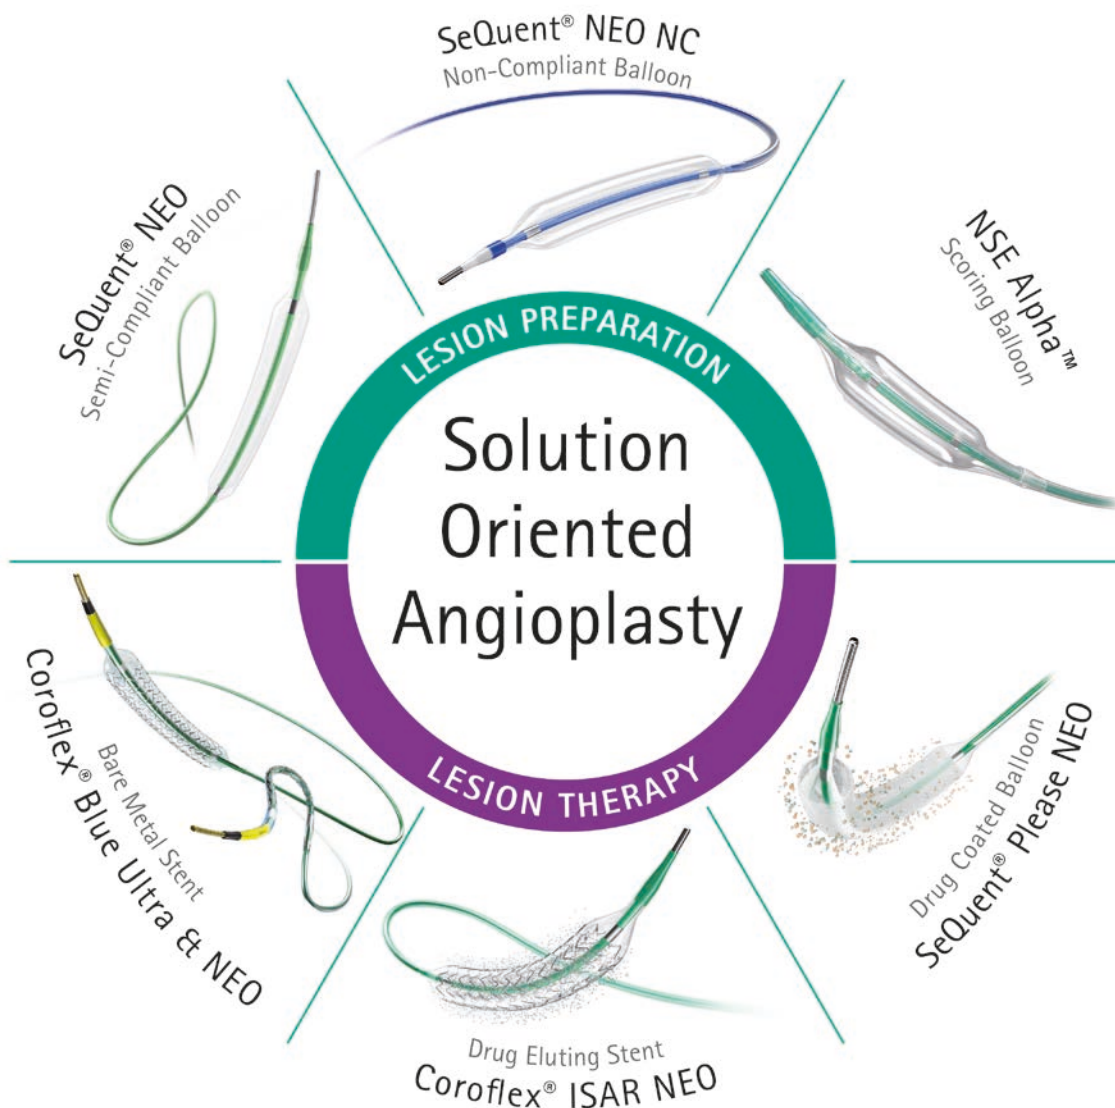 SeQuent® NEO NC
Non-Compliant Balloon
SeQuent® NEO
Semi-Compliant Balloon
NSE Alpha™
Scoring Balloon
LESION PREPARATION
Solution
Oriented
Angioplasty
LESION THERAPY
Coroflex® Blue Ultra & NEO
Bare Metal Stent
Drug Coated Balloon
SeQuent® Please NEO
Drug Eluting Stent
Coroflex® ISAR NEO